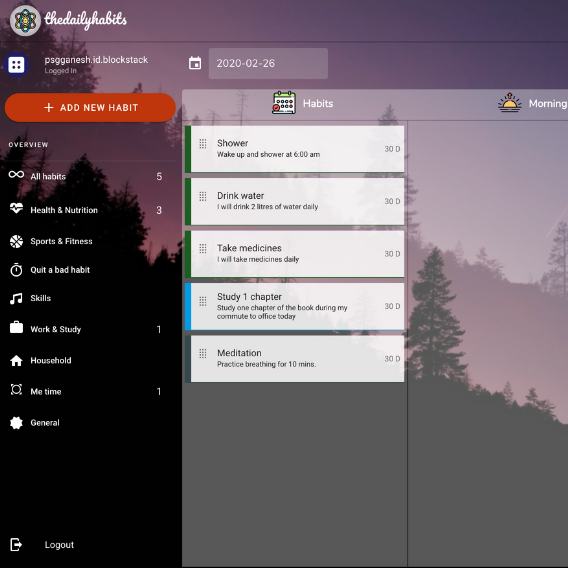 thedailyhabits
psgganesh.id.blockstack
Logged In
2020-02-26
ADD NEW HABIT
Habits
Morning
OVERVIEW
All habits 5
Health & Nutrition 3
Sports & Fitness
Quit a bad habit
Skills
Work & Study 1
Household
Me time 1
General
Logout
Shower
Wake up and shower at 6:00 am
30 D
Drink water
I will drink 2 litres of water daily
30 D
Take medicines
I will take medicines daily
30 D
Study 1 chapter
Study one chapter of the book during my
commute to office today
30 D
Meditation
Practice breathing for 10 mins.
30 D